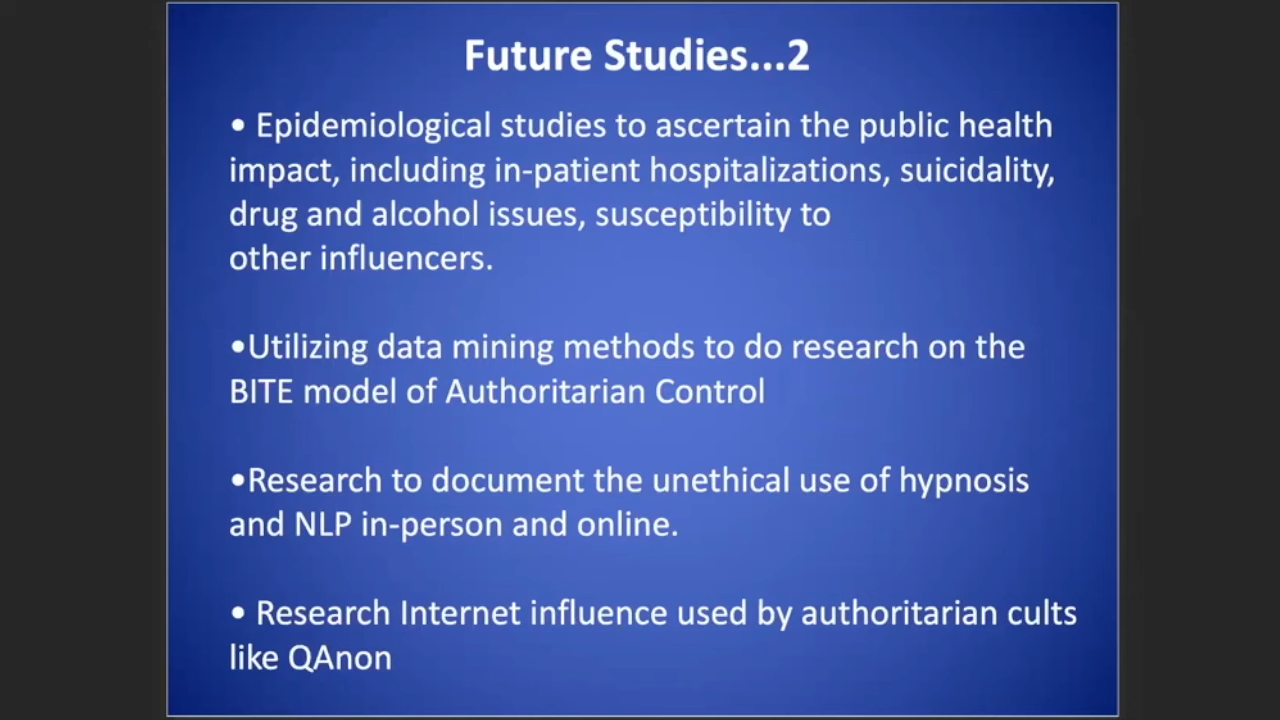 Future Studies...2
• Epidemiological studies to ascertain the public health
impact, including in-patient hospitalizations, suicidality,
drug and alcohol issues, susceptibility to
other influencers.
•Utilizing data mining methods to do research on the
BITE model of Authoritarian Control
•Research to document the unethical use of hypnosis
and NLP in-person and online.
• Research Internet influence used by authoritarian cults
like QAnon